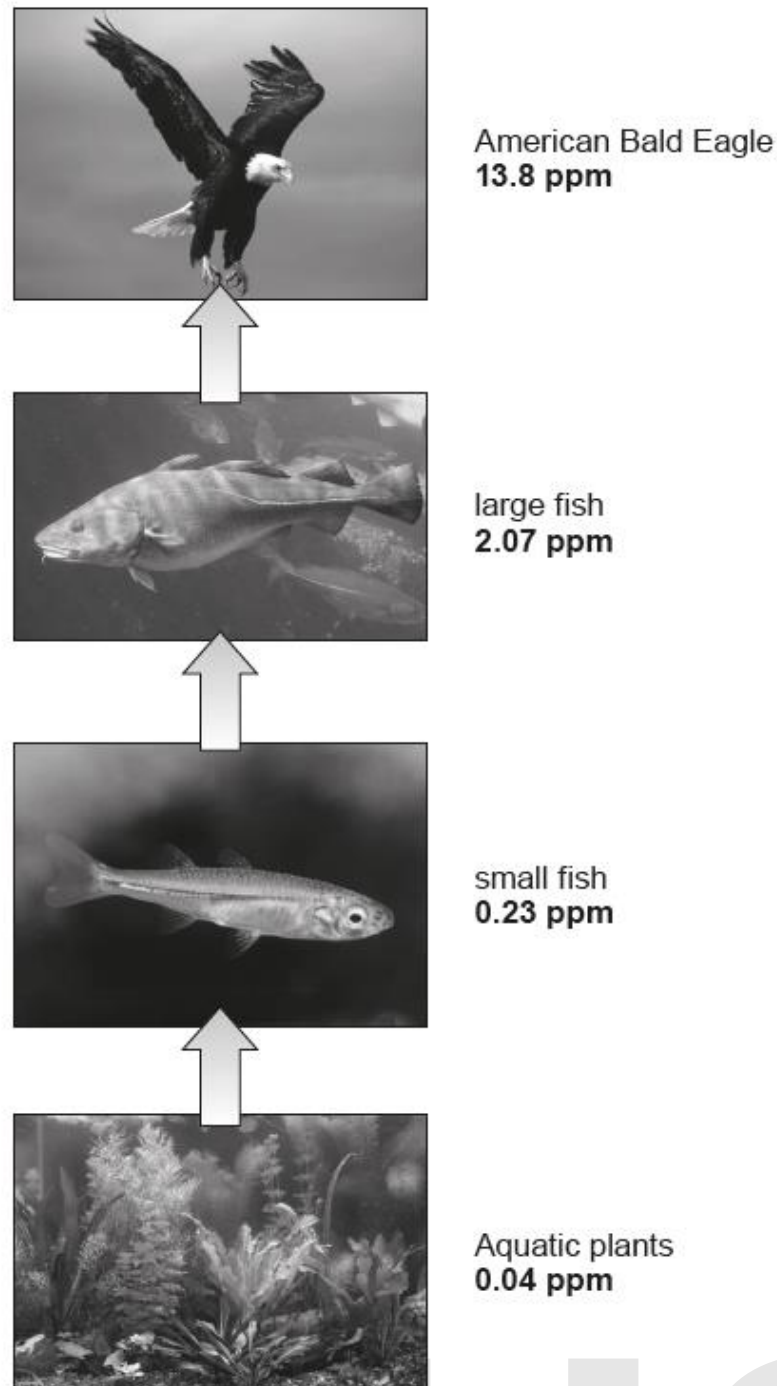 American Bald Eagle
13.8 ppm
large fish
2.07 ppm
small fish
0.23 ppm
Aquatic plants
0.04 ppm